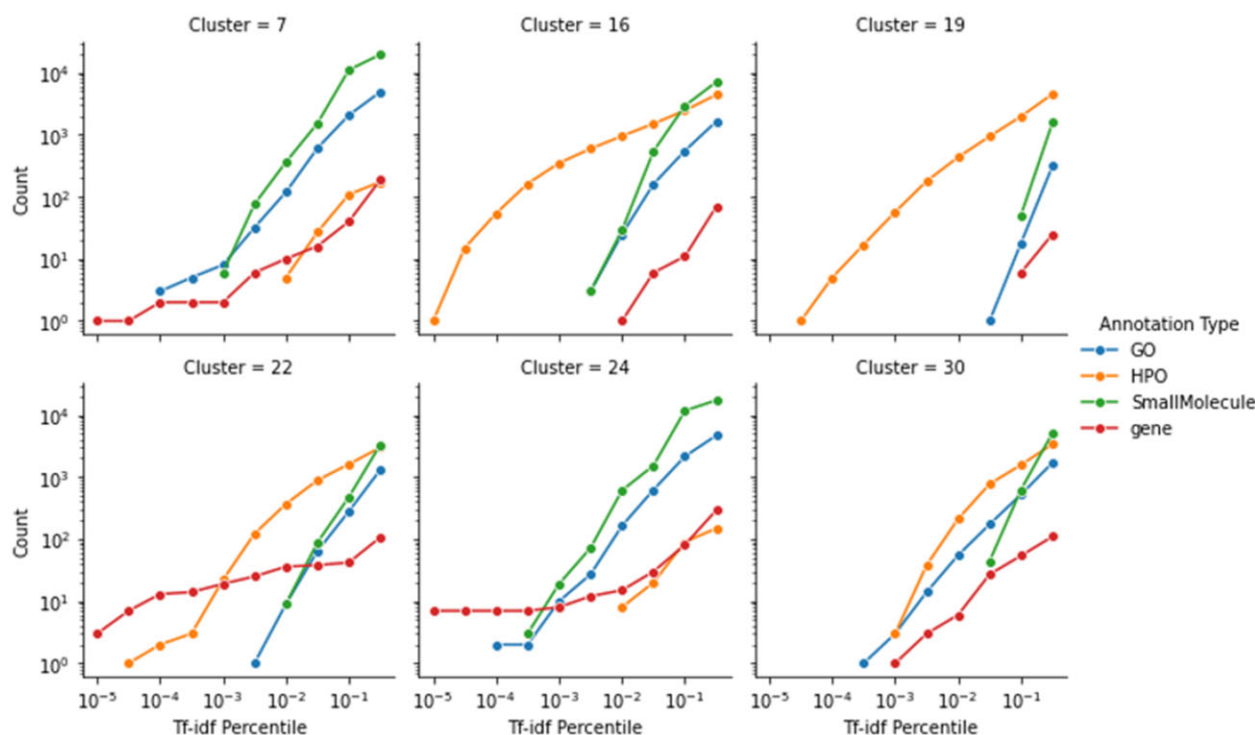 Cluster = 7
Cluster = 16
Cluster = 19
10⁴
10³
10²
10¹
10⁰
Count
Cluster = 22
Cluster = 24
Cluster = 30
10⁴
10³
10²
10¹
10⁰
Count
10⁻⁵ 10⁻⁴ 10⁻³ 10⁻² 10⁻¹
10⁻⁵ 10⁻⁴ 10⁻³ 10⁻² 10⁻¹
10⁻⁵ 10⁻⁴ 10⁻³ 10⁻² 10⁻¹
Tf-idf Percentile
Tf-idf Percentile
Tf-idf Percentile
Annotation Type
GO
HPO
SmallMolecule
gene